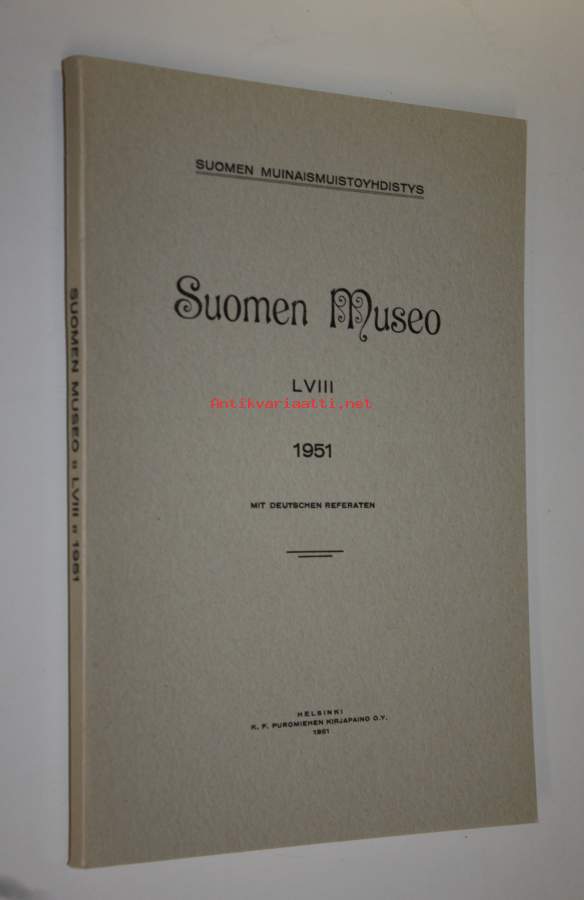 SUOMEN MUINAISMUISTOYHDISTYS
Suomen Museo
LVIII
Antikvariaatti.net
1951
MIT DEUTSCHEN REFERATEN
HELSINKI
K. F. PUROMIEHEN KIRJAPAINO O.Y.
1951
SUOMEN MUSEO = LVIII = 1951